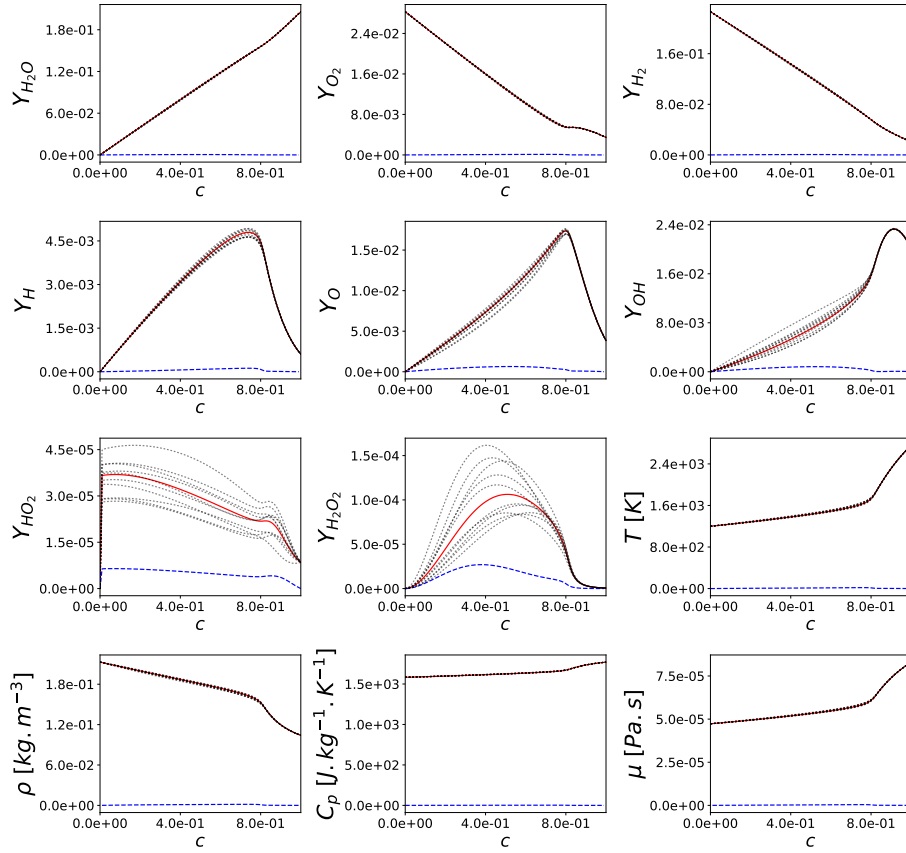 Y_{H_2O}
1.8e-01
1.2e-01
6.0e-02
0.0e+00
0.0e+00 4.0e-01 8.0e-01
c
Y_{O_2}
2.4e-02
1.6e-02
8.0e-03
0.0e+00
0.0e+00 4.0e-01 8.0e-01
c
Y_{H_2}
2.4e-02
1.6e-02
8.0e-03
0.0e+00
0.0e+00 4.0e-01 8.0e-01
c
Y_H
4.5e-03
3.0e-03
1.5e-03
0.0e+00
0.0e+00 4.0e-01 8.0e-01
c
Y_O
1.5e-02
1.0e-02
5.0e-03
0.0e+00
0.0e+00 4.0e-01 8.0e-01
c
Y_{OH}
2.4e-02
1.6e-02
8.0e-03
0.0e+00
0.0e+00 4.0e-01 8.0e-01
c
Y_{HO_2}
4.5e-05
3.0e-05
1.5e-05
0.0e+00
0.0e+00 4.0e-01 8.0e-01
c
Y_{H_2O_2}
1.5e-04
1.0e-04
5.0e-05
0.0e+00
0.0e+00 4.0e-01 8.0e-01
c
T [K]
2.4e+03
1.6e+03
8.0e+02
0.0e+00
0.0e+00 4.0e-01 8.0e-01
c
ρ [kg.m^{-3}]
1.8e-01
1.2e-01
6.0e-02
0.0e+00
0.0e+00 4.0e-01 8.0e-01
c
C_p [J.kg^{-1}.K^{-1}]
1.5e+03
1.0e+03
5.0e+02
0.0e+00
0.0e+00 4.0e-01 8.0e-01
c
μ [Pa.s]
7.5e-05
5.0e-05
2.5e-05
0.0e+00
0.0e+00 4.0e-01 8.0e-01
c